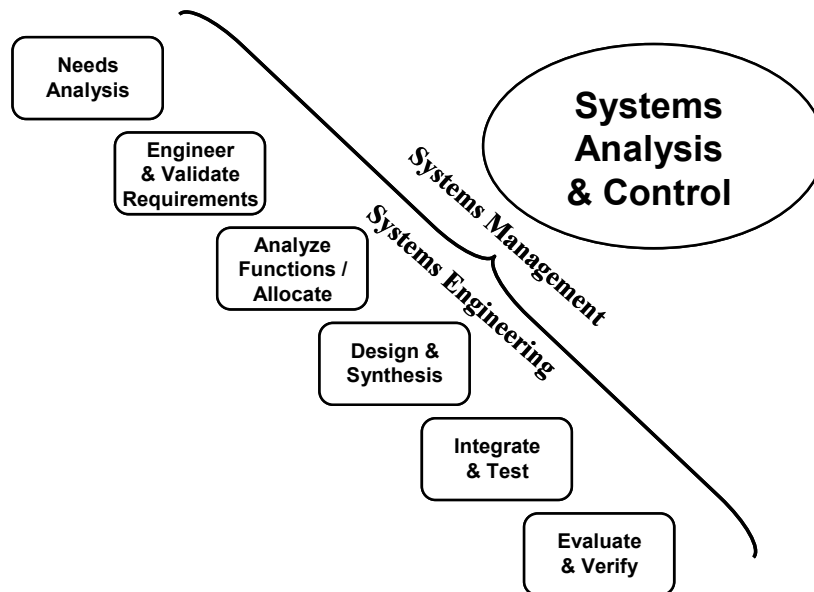 Needs
Analysis
Systems
Analysis
& Control
Engineer
& Validate
Requirements
Systems Management
Systems Engineering
Analyze
Functions /
Allocate
Design &
Synthesis
Integrate
& Test
Evaluate
& Verify